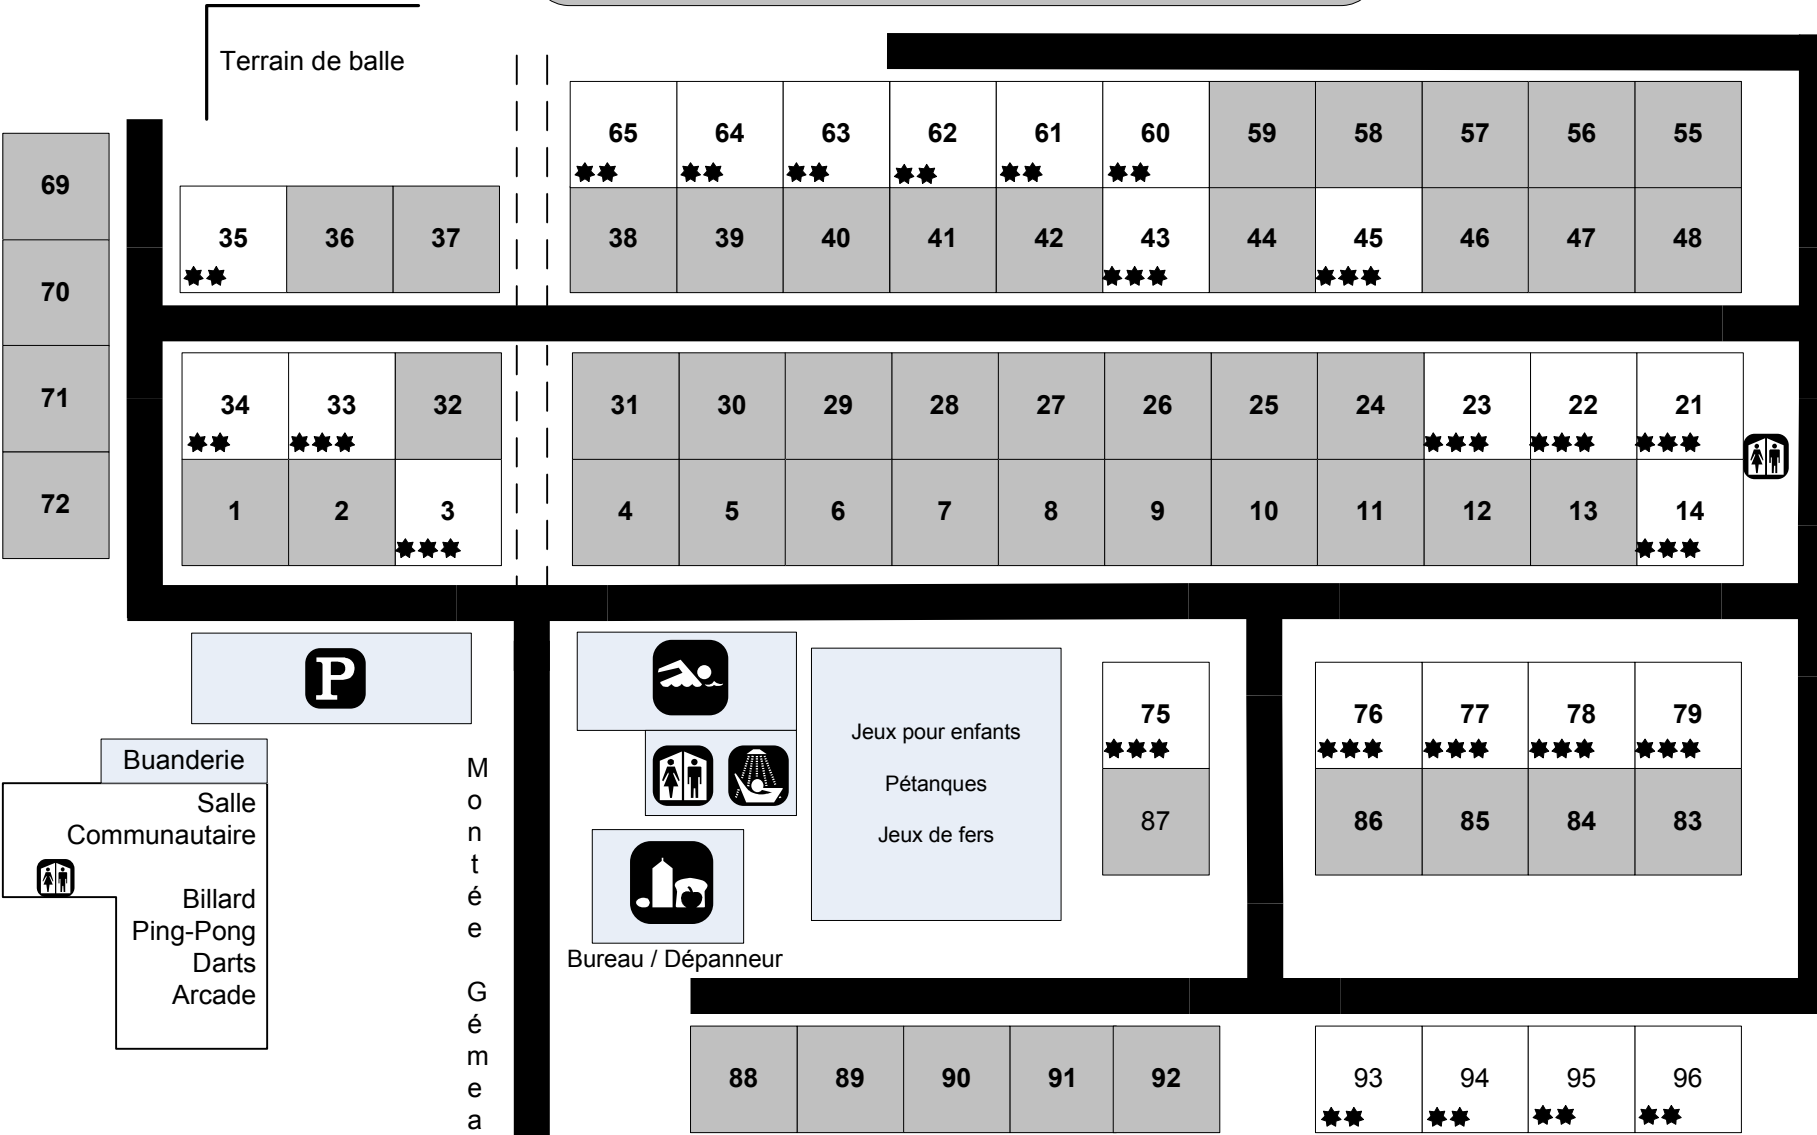 Terrain de balle
65 64 63 62 61 60 59 58 57 56 55
69
35 36 37 38 39 40 41 42 43 44 45 46 47 48
70
71
34 33 32 31 30 29 28 27 26 25 24 23 22 21
72
1 2 3 4 5 6 7 8 9 10 11 12 13 14
P
Buanderie
Salle
Communautaire
Billard
Ping-Pong
Darts
Arcade
M
o
n
t
é
e
G
é
m
e
a
Bureau / Dépanneur
Jeux pour enfants
Pétanques
Jeux de fers
75 76 77 78 79
87 86 85 84 83
88 89 90 91 92 93 94 95 96